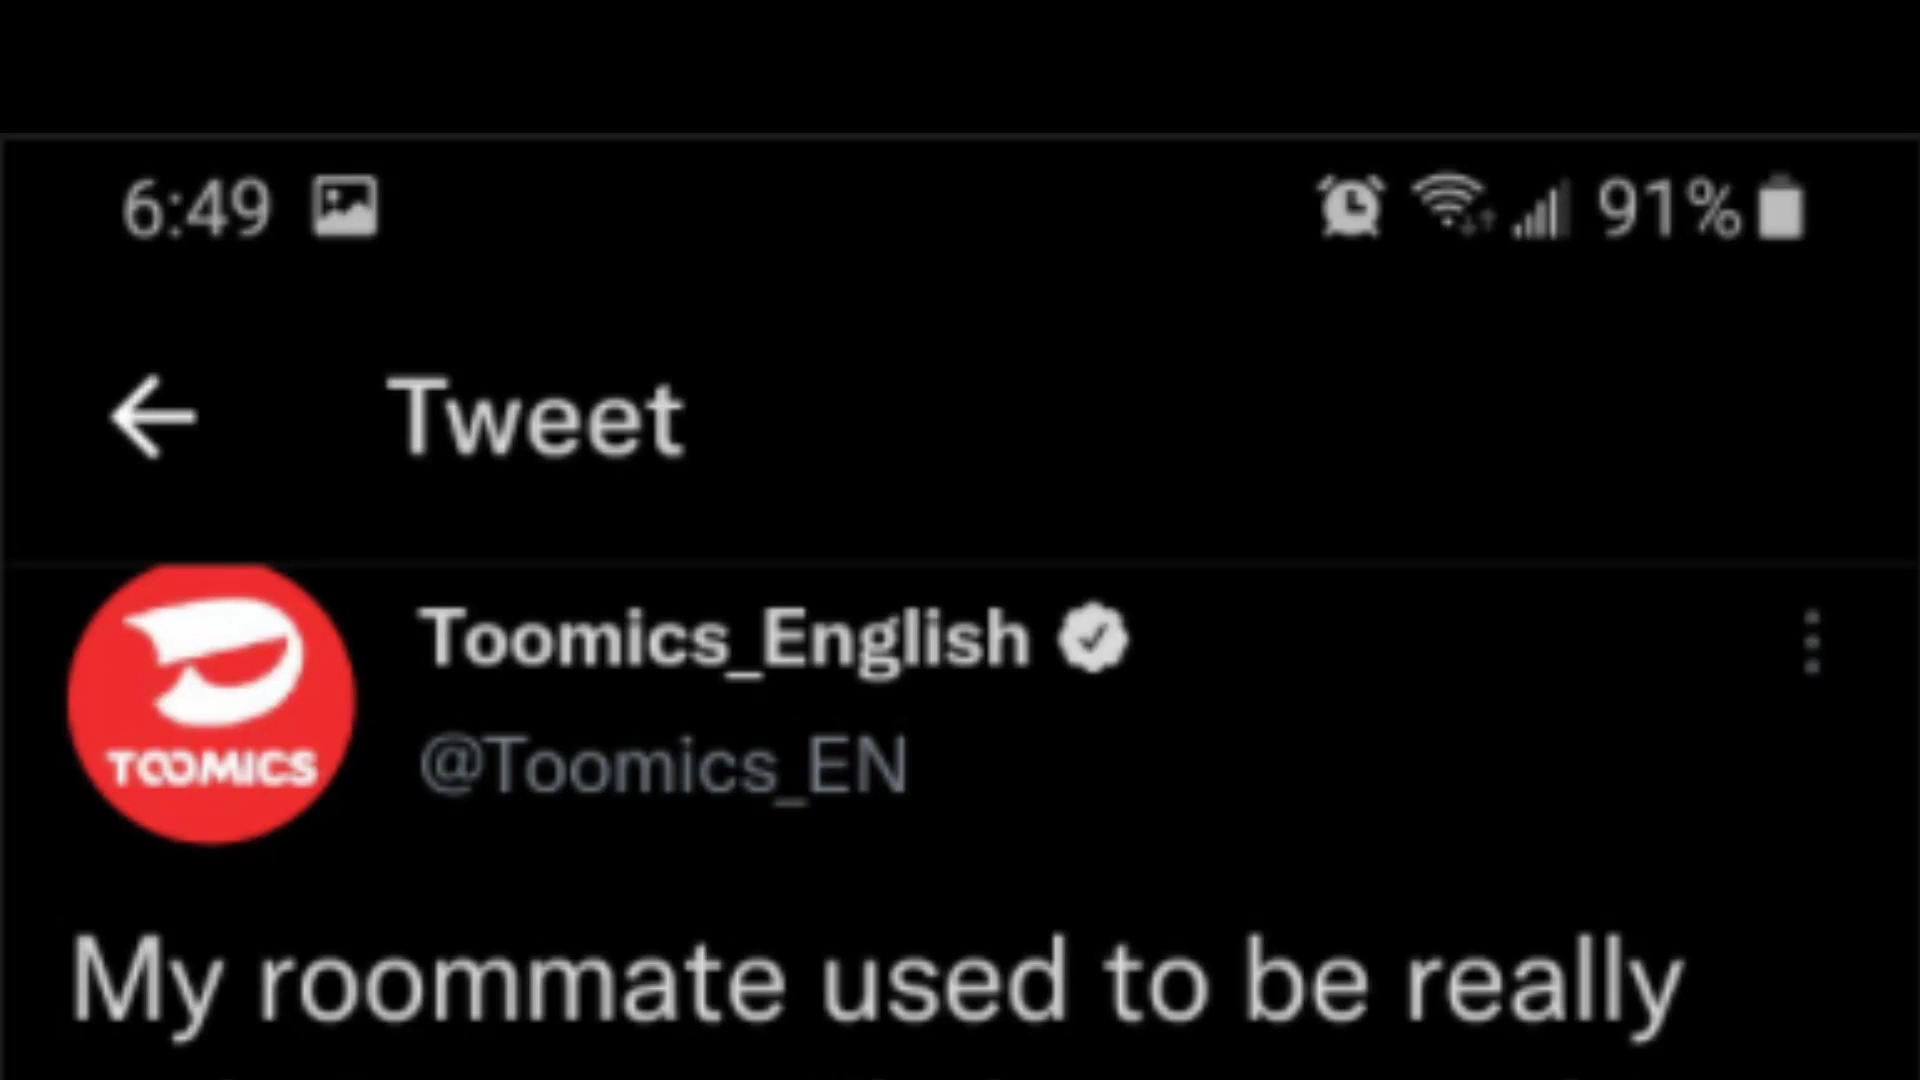 6:49 91%
Tweet
Toomics_English
TOOMICS
@Toomics_EN
My roommate used to be really